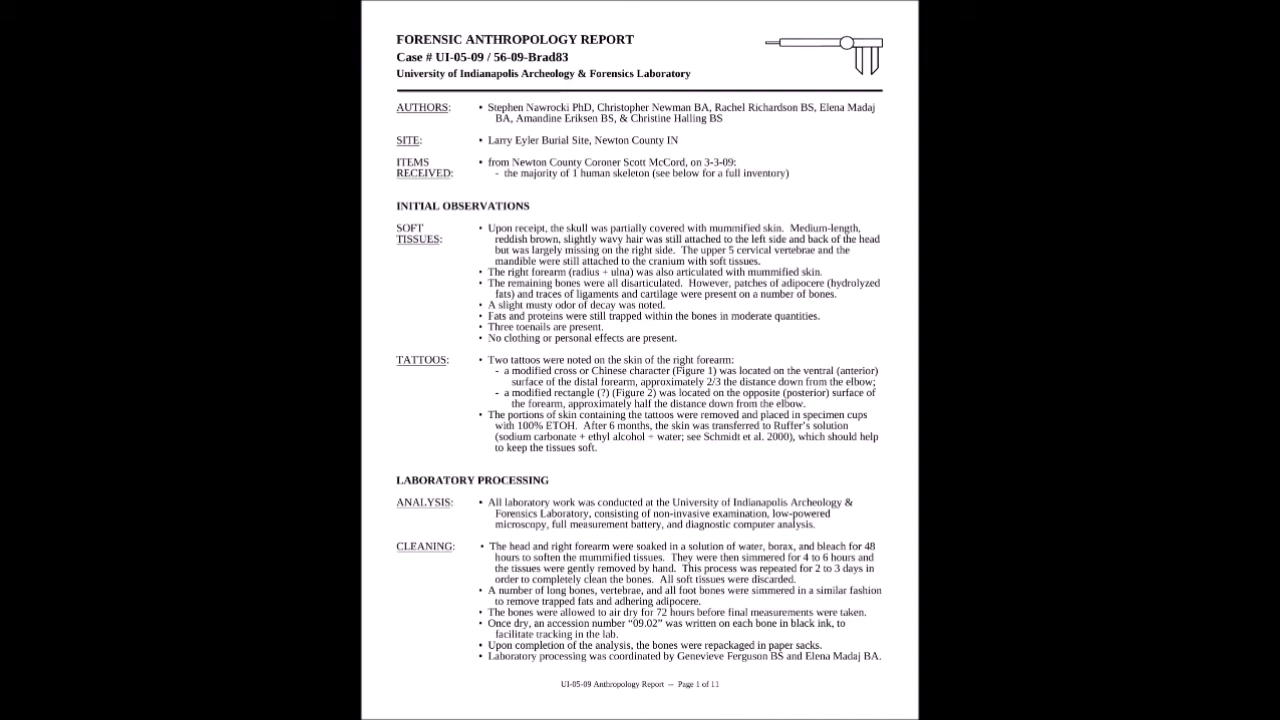 FORENSIC ANTHROPOLOGY REPORT
Case # UI-05-09 / 56-09-Brad83
University of Indianapolis Archeology & Forensics Laboratory
AUTHORS: • Stephen Nawrocki PhD, Christopher Newman BA, Rachel Richardson BS, Elena Madaj
BA, Amandine Eriksen BS, & Christine Halling BS
SITE: • Larry Eyler Burial Site, Newton County IN
ITEMS • from Newton County Coroner Scott McCord, on 3-3-09:
RECEIVED: - the majority of 1 human skeleton (see below for a full inventory)
INITIAL OBSERVATIONS
SOFT • Upon receipt, the skull was partially covered with mummified skin. Medium-length,
TISSUES: reddish brown, slightly wavy hair was still attached to the left side and back of the head
but was largely missing on the right side. The upper 5 cervical vertebrae and the
mandible were still attached to the cranium with soft tissues.
• The right forearm (radius + ulna) was also articulated with mummified skin.
• The remaining bones were all disarticulated. However, patches of adipocere (hydrolyzed
fats) and traces of ligaments and cartilage were present on a number of bones.
• A slight musty odor of decay was noted.
• Fats and proteins were still trapped within the bones in moderate quantities.
• Three toenails are present.
• No clothing or personal effects are present.
TATTOOS: • Two tattoos were noted on the skin of the right forearm:
- a modified cross or Chinese character (Figure 1) was located on the ventral (anterior)
surface of the distal forearm, approximately 2/3 the distance down from the elbow;
- a modified rectangle (?) (Figure 2) was located on the opposite (posterior) surface of
the forearm, approximately half the distance down from the elbow.
• The portions of skin containing the tattoos were removed and placed in specimen cups
with 100% ETOH. After 6 months, the skin was transferred to Ruffer's solution
(sodium carbonate + ethyl alcohol + water; see Schmidt et al. 2000), which should help
to keep the tissues soft.
LABORATORY PROCESSING
ANALYSIS: • All laboratory work was conducted at the University of Indianapolis Archeology &
Forensics Laboratory, consisting of non-invasive examination, low-powered
microscopy, full measurement battery, and diagnostic computer analysis.
CLEANING: • The head and right forearm were soaked in a solution of water, borax, and bleach for 48
hours to soften the mummified tissues. They were then simmered for 4 to 6 hours and
the tissues were gently removed by hand. This process was repeated for 2 to 3 days in
order to completely clean the bones. All soft tissues were discarded.
• A number of long bones, vertebrae, and all foot bones were simmered in a similar fashion
to remove trapped fats and adhering adipocere.
• The bones were allowed to air dry for 72 hours before final measurements were taken.
• Once dry, an accession number “09.02” was written on each bone in black ink, to
facilitate tracking in the lab.
• Upon completion of the analysis, the bones were repackaged in paper sacks.
• Laboratory processing was coordinated by Genevieve Ferguson BS and Elena Madaj BA.
UI-05-09 Anthropology Report -- Page 1 of 11